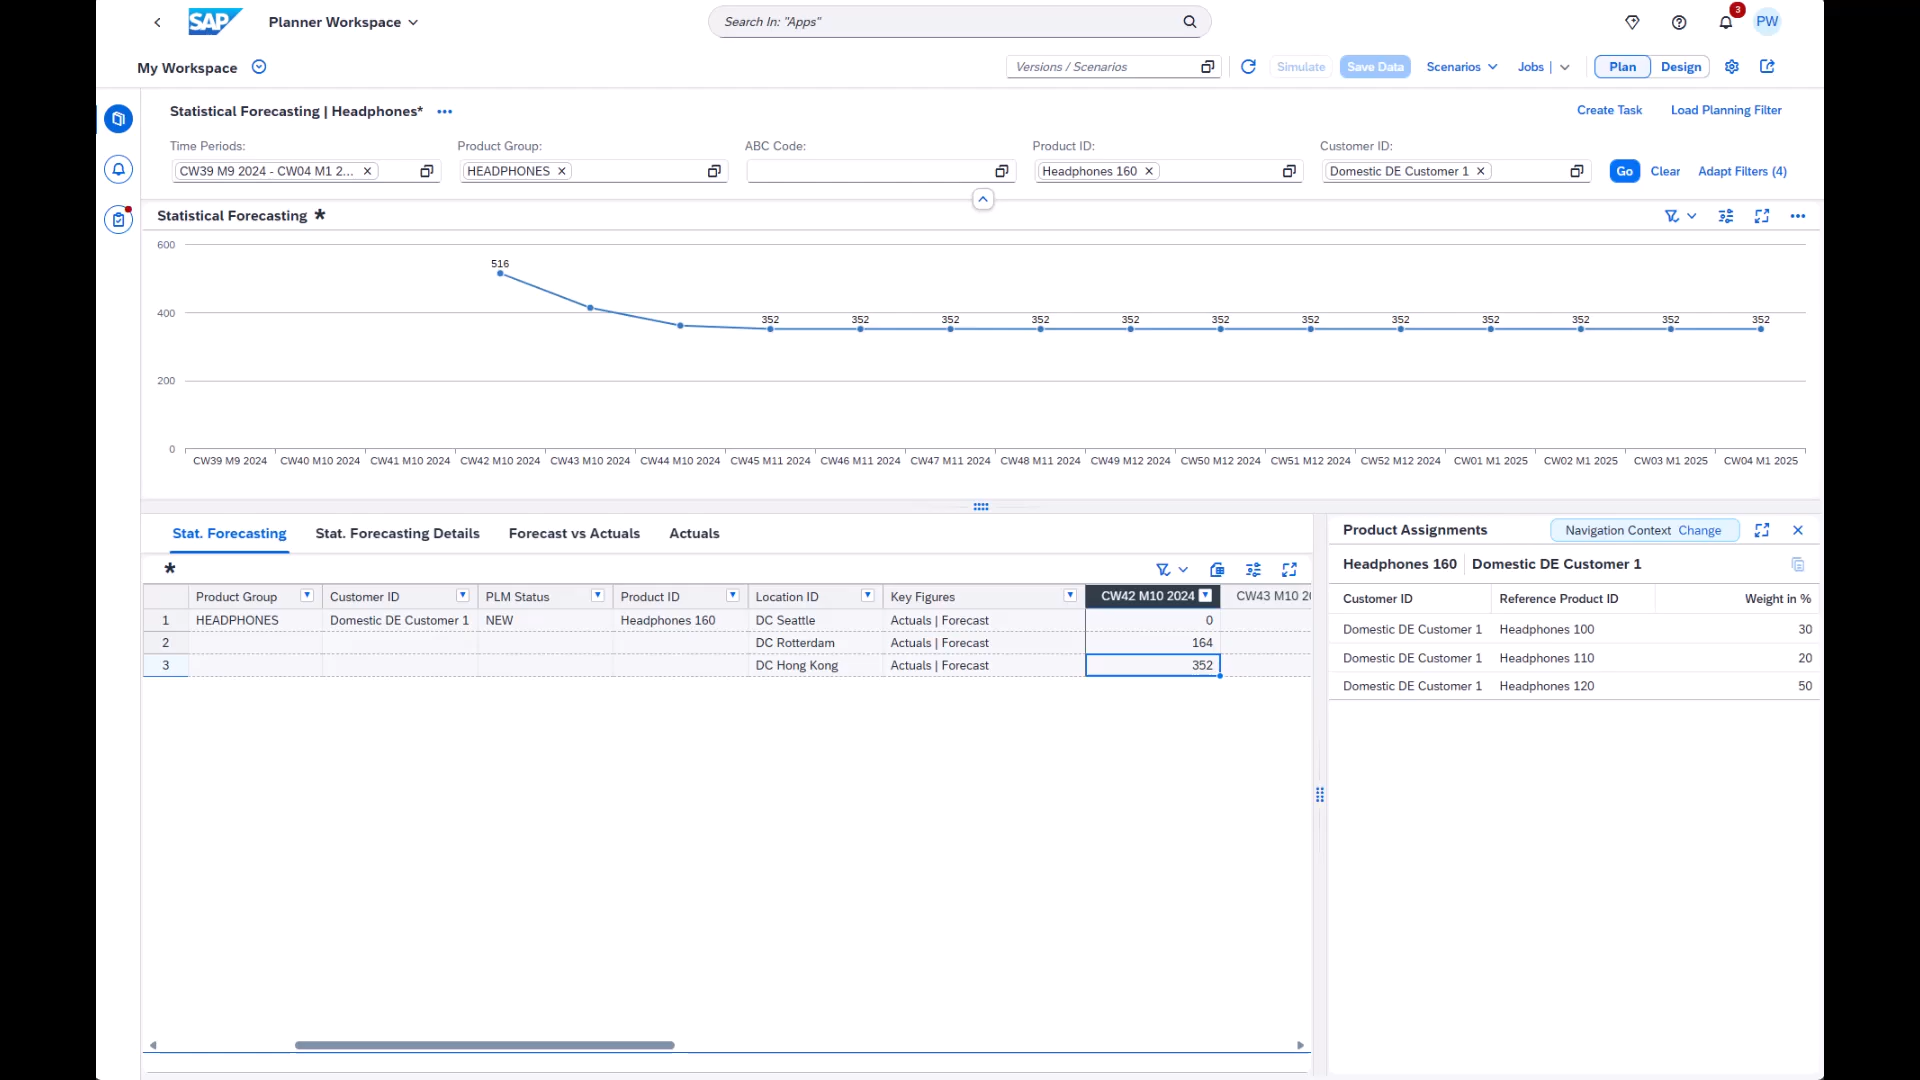 SAP Planner Workspace Search In: "Apps" 3 PW
My Workspace Versions / Scenarios Simulate Save Data Scenarios Jobs | Plan Design
Statistical Forecasting | Headphones* ••• Create Task Load Planning Filter
Time Periods: Product Group: ABC Code: Product ID: Customer ID:
CW39 M9 2024 - CW04 M1 2... HEADPHONES Headphones 160 Domestic DE Customer 1 Go Clear Adapt Filters (4)
Statistical Forecasting *
600
516
400
352 352 352 352 352 352 352 352 352 352 352 352
200
0
CW39 M9 2024 CW40 M10 2024 CW41 M10 2024 CW42 M10 2024 CW43 M10 2024 CW44 M10 2024 CW45 M11 2024 CW46 M11 2024 CW47 M11 2024 CW48 M11 2024 CW49 M12 2024 CW50 M12 2024 CW51 M12 2024 CW52 M12 2024 CW01 M1 2025 CW02 M1 2025 CW03 M1 2025 CW04 M1 2025
Stat. Forecasting Stat. Forecasting Details Forecast vs Actuals Actuals
*
Product Group Customer ID PLM Status Product ID Location ID Key Figures CW42 M10 2024 CW43 M10 20
1 HEADPHONES Domestic DE Customer 1 NEW Headphones 160 DC Seattle Actuals | Forecast 0
2 DC Rotterdam Actuals | Forecast 164
3 DC Hong Kong Actuals | Forecast 352
Product Assignments Navigation Context Change
Headphones 160 Domestic DE Customer 1
Customer ID Reference Product ID Weight in %
Domestic DE Customer 1 Headphones 100 30
Domestic DE Customer 1 Headphones 110 20
Domestic DE Customer 1 Headphones 120 50